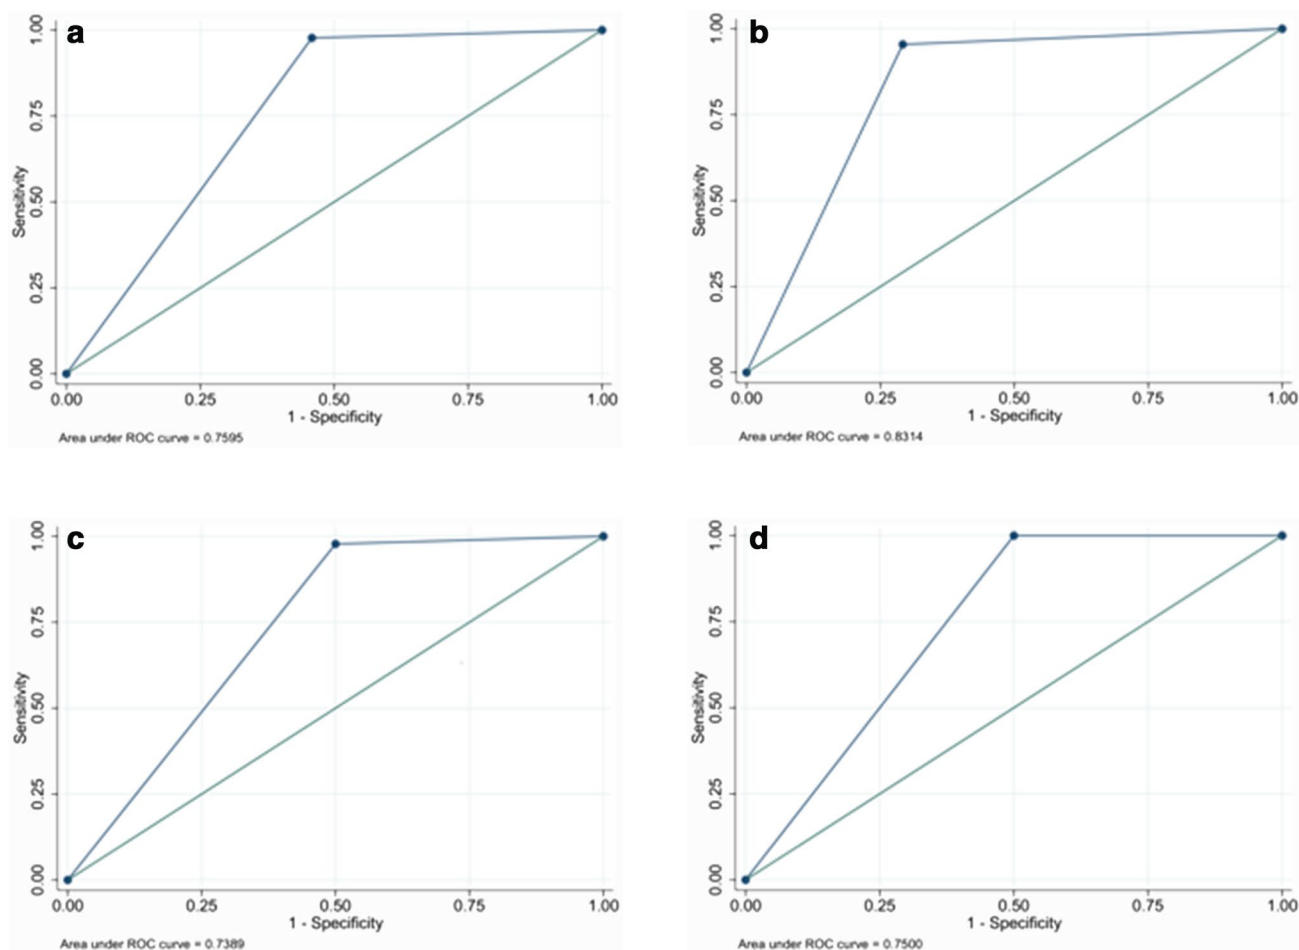 a
1.00
0.75
0.50
0.25
0.00
Sensitivity
0.00 0.25 0.50 0.75 1.00
1 - Specificity
Area under ROC curve = 0.7595
b
1.00
0.75
0.50
0.25
0.00
Sensitivity
0.00 0.25 0.50 0.75 1.00
1 - Specificity
Area under ROC curve = 0.8314
c
1.00
0.75
0.50
0.25
0.00
Sensitivity
0.00 0.25 0.50 0.75 1.00
1 - Specificity
Area under ROC curve = 0.7389
d
1.00
0.75
0.50
0.25
0.00
Sensitivity
0.00 0.25 0.50 0.75 1.00
1 - Specificity
Area under ROC curve = 0.7500